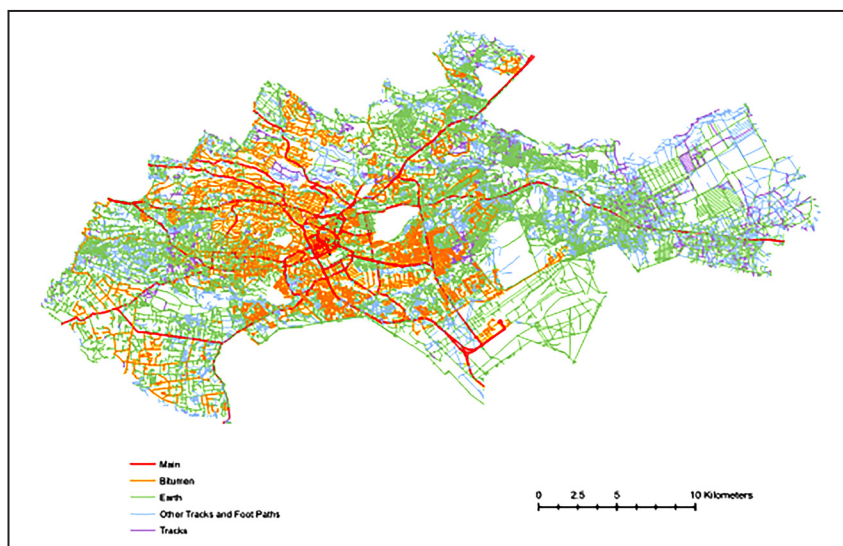 Main
Bitumen
Earth
Other Tracks and Foot Paths
Tracks
0 2.5 5 10 Kilometers